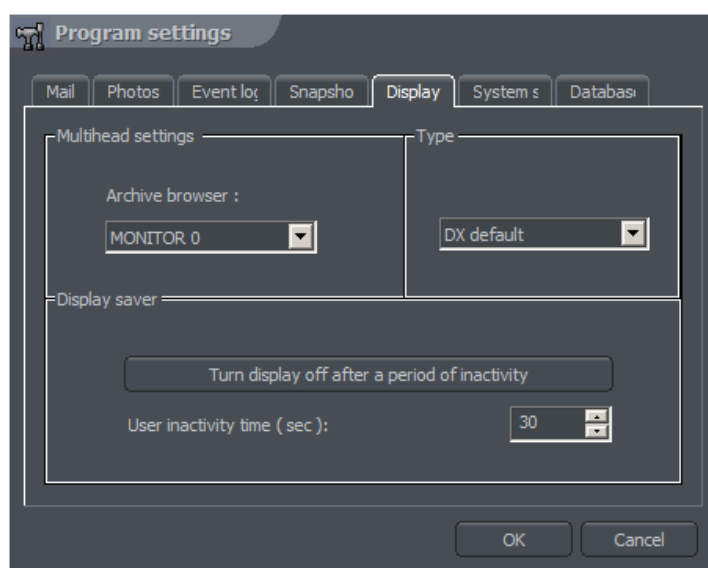 Program settings
Mail Photos Event log Snapsho Display System s Databas
Multihead settings
Type
Archive browser :
MONITOR 0
DX default
Display saver
Turn display off after a period of inactivity
User inactivity time ( sec ):
30
OK Cancel